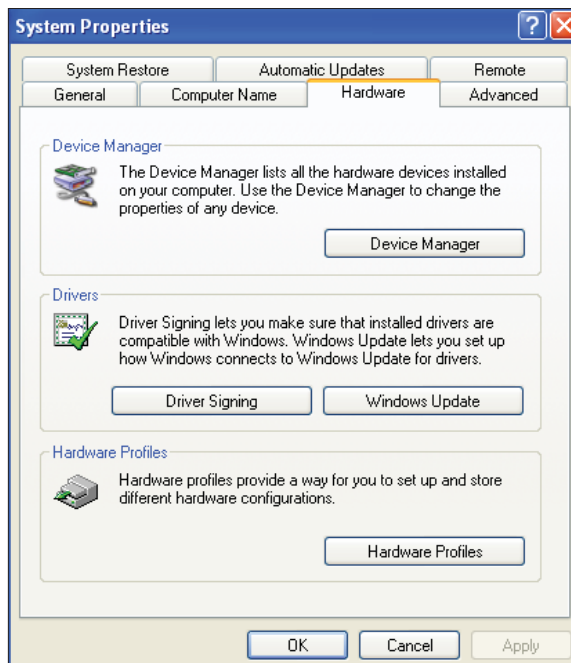 System Properties
System Restore Automatic Updates Remote
General Computer Name Hardware Advanced
Device Manager
The Device Manager lists all the hardware devices installed
on your computer. Use the Device Manager to change the
properties of any device.
Device Manager
Drivers
Driver Signing lets you make sure that installed drivers are
compatible with Windows. Windows Update lets you set up
how Windows connects to Windows Update for drivers.
Driver Signing Windows Update
Hardware Profiles
Hardware profiles provide a way for you to set up and store
different hardware configurations.
Hardware Profiles
OK Cancel Apply